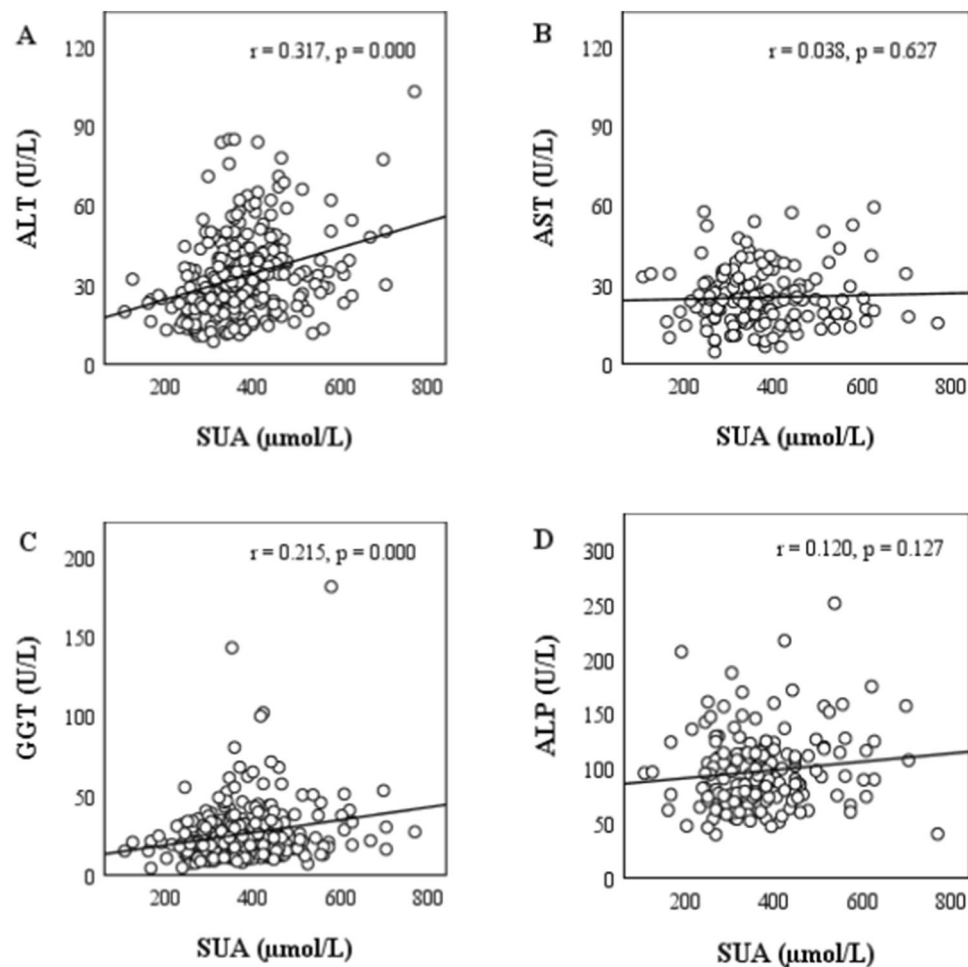 A
r = 0.317, p = 0.000
120
90
60
30
0
ALT (U/L)
200 400 600 800
SUA (µmol/L)
B
r = 0.038, p = 0.627
120
90
60
30
0
AST (U/L)
200 400 600 800
SUA (µmol/L)
C
r = 0.215, p = 0.000
200
150
100
50
0
GGT (U/L)
200 400 600 800
SUA (µmol/L)
D
r = 0.120, p = 0.127
300
250
200
150
100
50
0
ALP (U/L)
200 400 600 800
SUA (µmol/L)